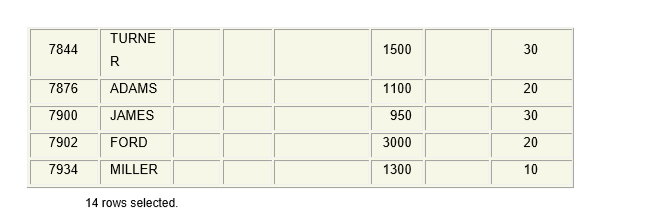 7844 TURNE 1500 30
R
7876 ADAMS 1100 20
7900 JAMES 950 30
7902 FORD 3000 20
7934 MILLER 1300 10
14 rows selected.